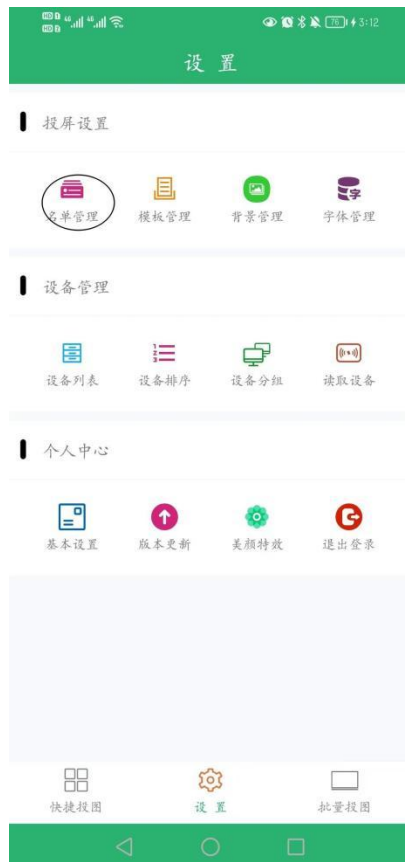 76 3:12
设 置
投屏设置
名单管理 模板管理 背景管理 字体管理
设备管理
设备列表 设备排序 设备分组 读取设备
个人中心
基本设置 版本更新 美颜特效 退出登录
快捷投图 设 置 批量投图